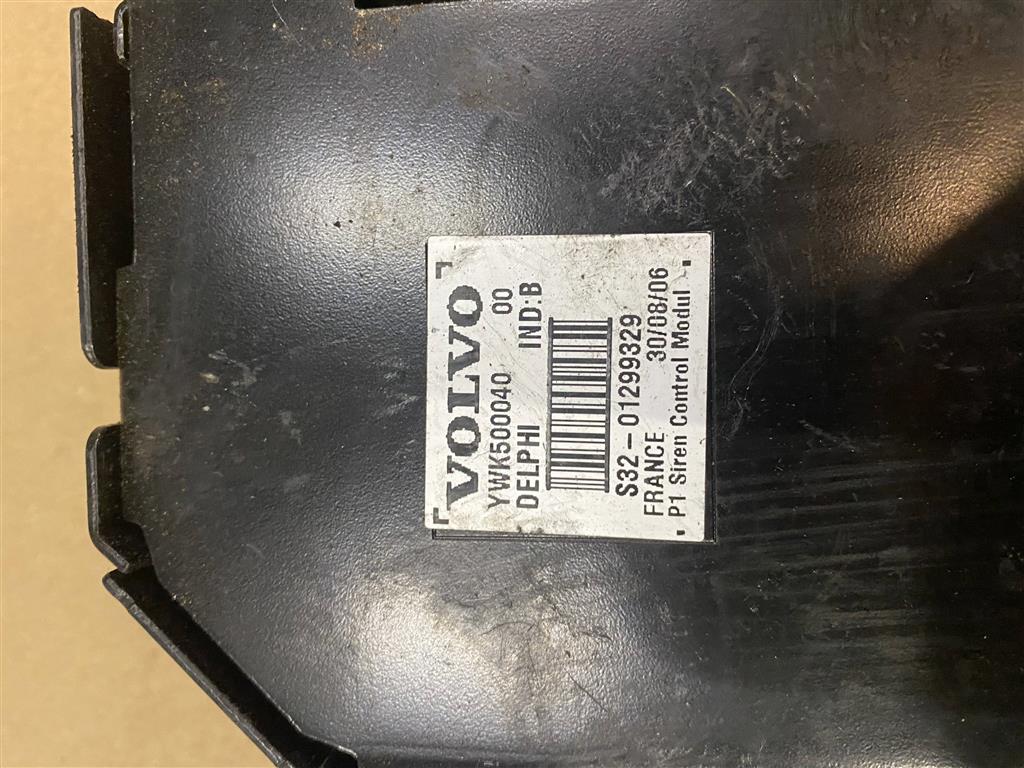 VOLVO
YWK500040 00
DELPHI IND:B
S32-01299329
FRANCE 30/08/06
P1 Siren Control Modul